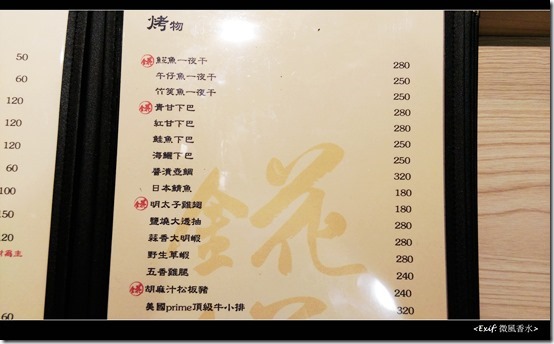 烤物
魟魚一夜干 280
午仔魚一夜干 250
竹筴魚一夜干 250
青甘下巴 280
紅甘下巴 280
鮭魚下巴 250
海鱺下巴 250
醬漬壺鯛 320
日本鯖魚 180
明太子雞翅 180
鹽燒大透抽 280
蒜香大明蝦 280
野生草蝦 280
五香雞腿 240
胡麻汁松板豬 240
美國prime頂級牛小排 320
50
60
120
120
120
60
100
150
120
<Exif: 微風香水>